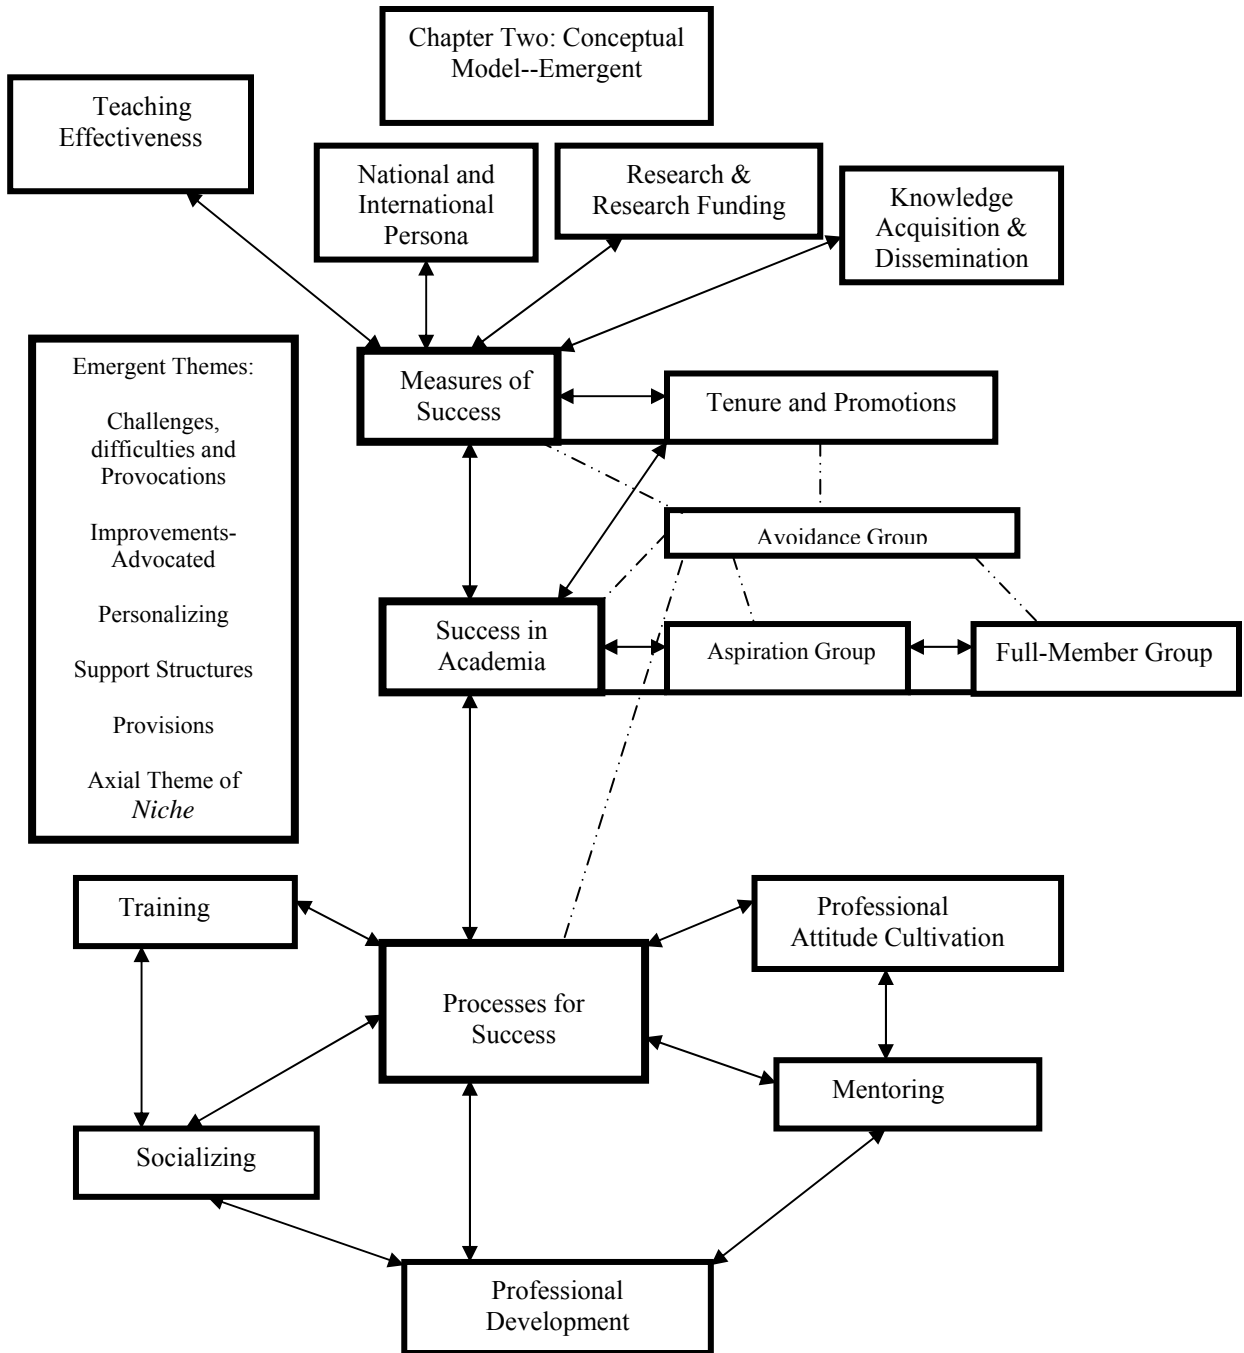 Chapter Two: Conceptual
Model--Emergent
Teaching
Effectiveness
National and
International
Persona
Research &
Research Funding
Knowledge
Acquisition &
Dissemination
Emergent Themes:
Challenges,
difficulties and
Provocations
Improvements-
Advocated
Personalizing
Support Structures
Provisions
Axial Theme of
Niche
Measures of
Success
Tenure and Promotions
Avoidance Group
Success in
Academia
Aspiration Group
Full-Member Group
Training
Professional
Attitude Cultivation
Processes for
Success
Mentoring
Socializing
Professional
Development